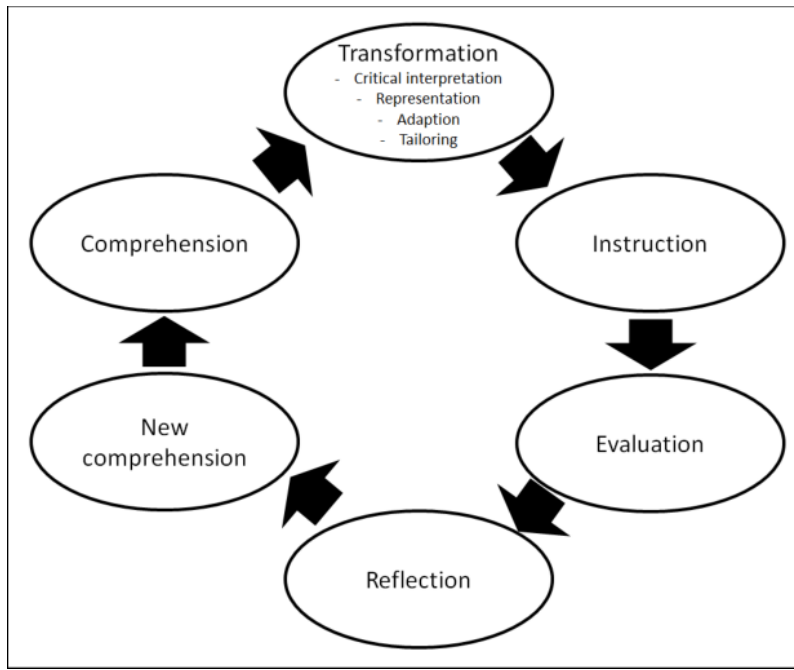 Transformation
- Critical interpretation
- Representation
- Adaption
- Tailoring
Comprehension
Instruction
New
comprehension
Evaluation
Reflection